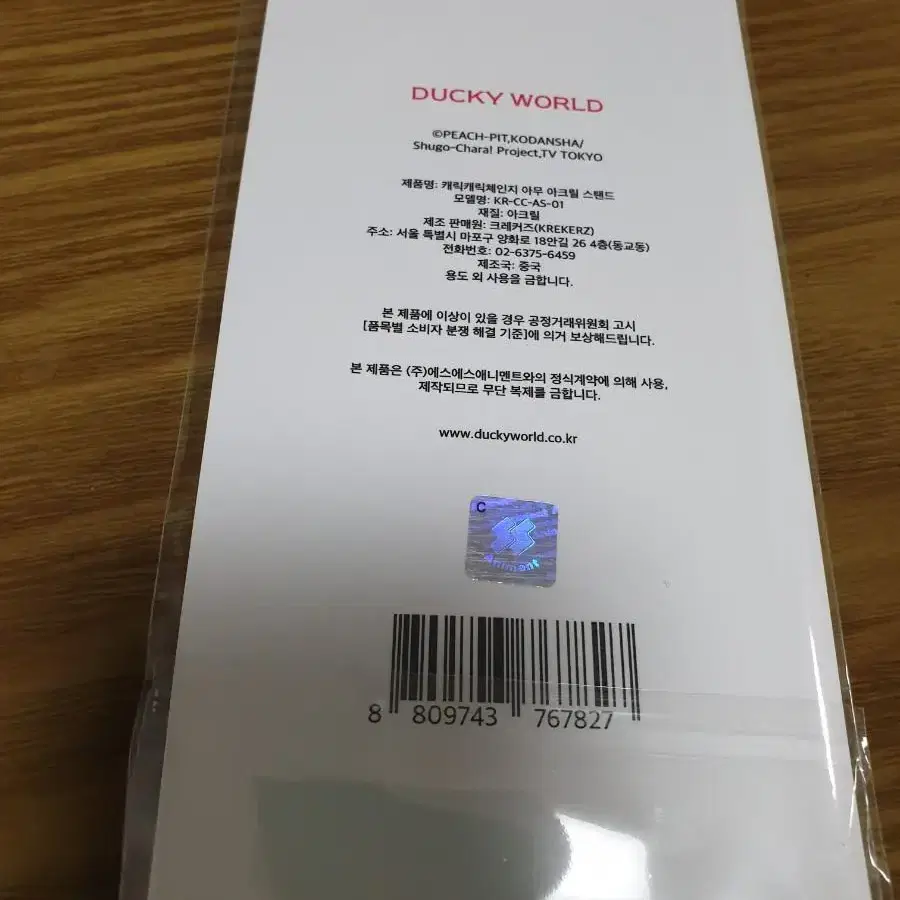 DUCKY WORLD
©PEACH-PIT,KODANSHA/
Shugo-Chara! Project,TV TOKYO
제품명: 캐릭캐릭체인지 아무 아크릴 스탠드
모델명: KR-CC-AS-01
재질: 아크릴
제조 판매원: 크레커즈(KREKERZ)
주소: 서울 특별시 마포구 양화로 18안길 26 4층(동교동)
전화번호: 02-6375-6459
제조국: 중국
용도 외 사용을 금합니다.
본 제품에 이상이 있을 경우 공정거래위원회 고시
[품목별 소비자 분쟁 해결 기준]에 의거 보상해드립니다.
본 제품은 (주)에스에스애니멘트와의 정식계약에 의해 사용,
제작되므로 무단 복제를 금합니다.
www.duckyworld.co.kr
C
Animent
8 809743 767827